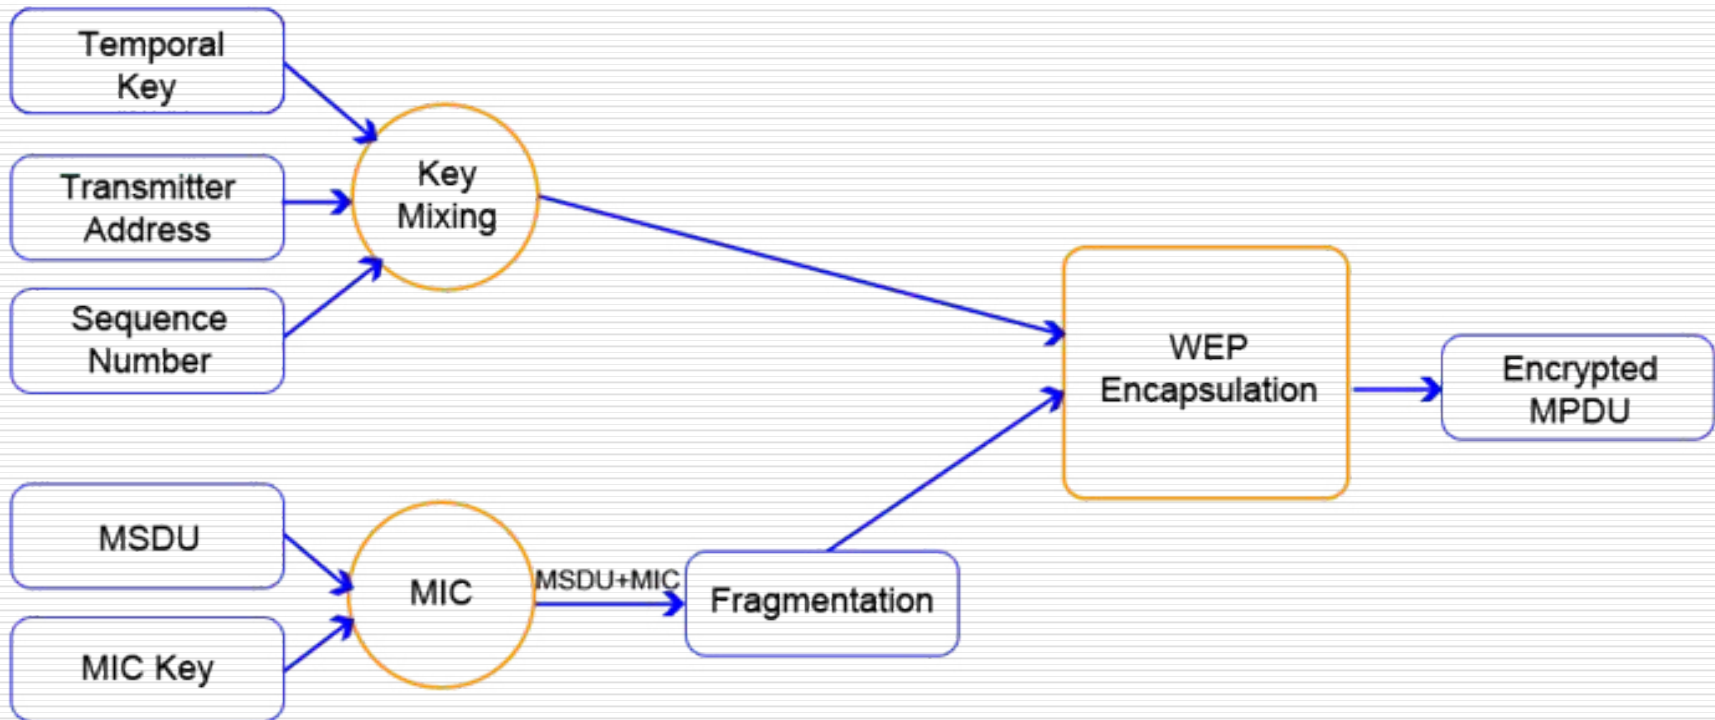 Temporal
Key
Transmitter
Address
Sequence
Number
Key
Mixing
WEP
Encapsulation
Encrypted
MPDU
MSDU
MIC Key
MIC
MSDU+MIC
Fragmentation